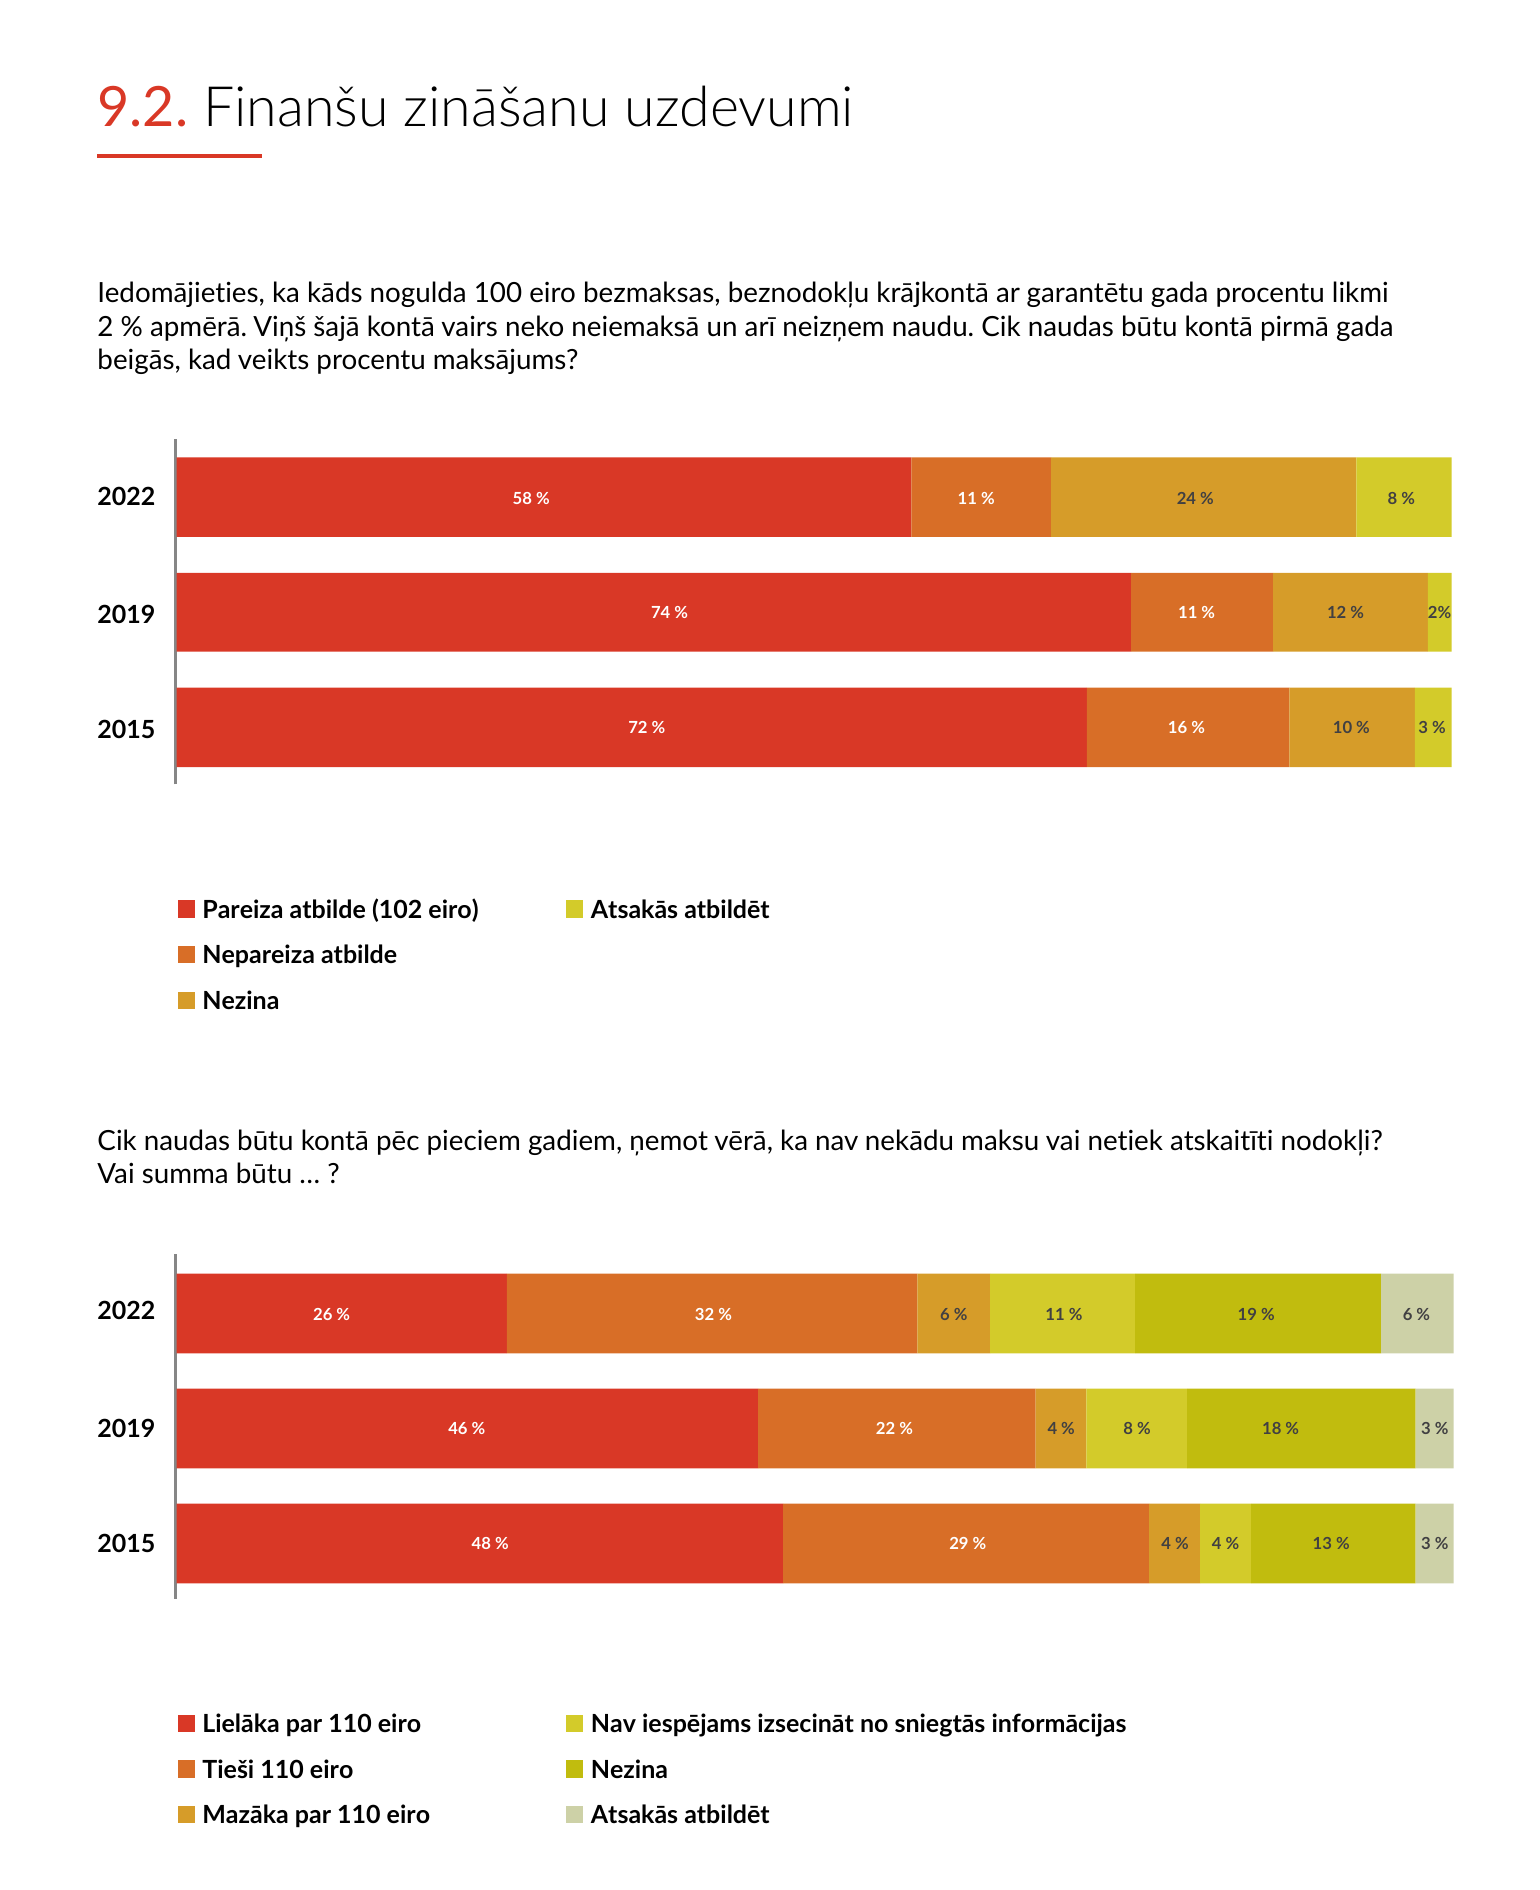 9.2. Finanšu zināšanu uzdevumi
Iedomājieties, ka kāds nogulda 100 eiro bezmaksas, beznodokļu krājkontā ar garantētu gada procentu likmi
2 % apmērā. Viņš šajā kontā vairs neko neiemaksā un arī neizņem naudu. Cik naudas būtu kontā pirmā gada
beigās, kad veikts procentu maksājums?
2022 58 % 11 % 24 % 8 %
2019 74 % 11 % 12 % 2%
2015 72 % 16 % 10 % 3 %
Pareiza atbilde (102 eiro) Atsakās atbildēt
Nepareiza atbilde
Nezina
Cik naudas būtu kontā pēc pieciem gadiem, ņemot vērā, ka nav nekādu maksu vai netiek atskaitīti nodokļi?
Vai summa būtu ... ?
2022 26 % 32 % 6 % 11 % 19 % 6 %
2019 46 % 22 % 4 % 8 % 18 % 3 %
2015 48 % 29 % 4 % 4 % 13 % 3 %
Lielāka par 110 eiro Nav iespējams izsecināt no sniegtās informācijas
Tieši 110 eiro Nezina
Mazāka par 110 eiro Atsakās atbildēt